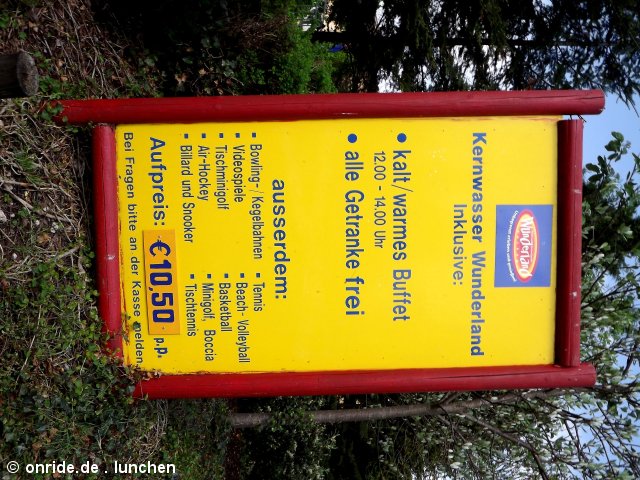 Wunderland
Kernwasser Wunderland
Inklusive:
• kalt/warmes Buffet
12.00 - 14.00 Uhr
• alle Getranke frei
ausserdem:
▪ Bowling-/Kegelbahnen
▪ Videospiele
▪ Tischminigolf
▪ Air-Hockey
▪ Billard und Snooker
▪ Tennis
▪ Beach-Volleyball
▪ Basketball
▪ Minigolf, Boccia
▪ Tischtennis
Aufpreis: €10,50 p.p.
Bei Fragen bitte an der Kasse melden
© onride.de . lunchen